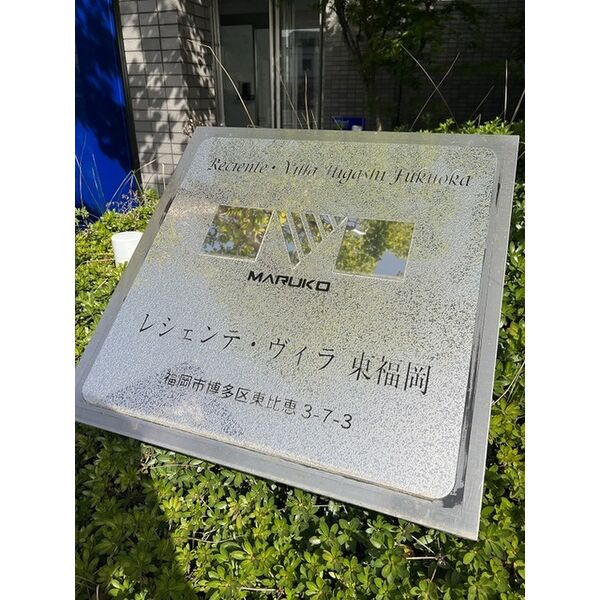 Reciente・Villa Higashi Fukuoka
MARUKO
レシェンテ・ヴィラ 東福岡
福岡市博多区東比恵3-7-3